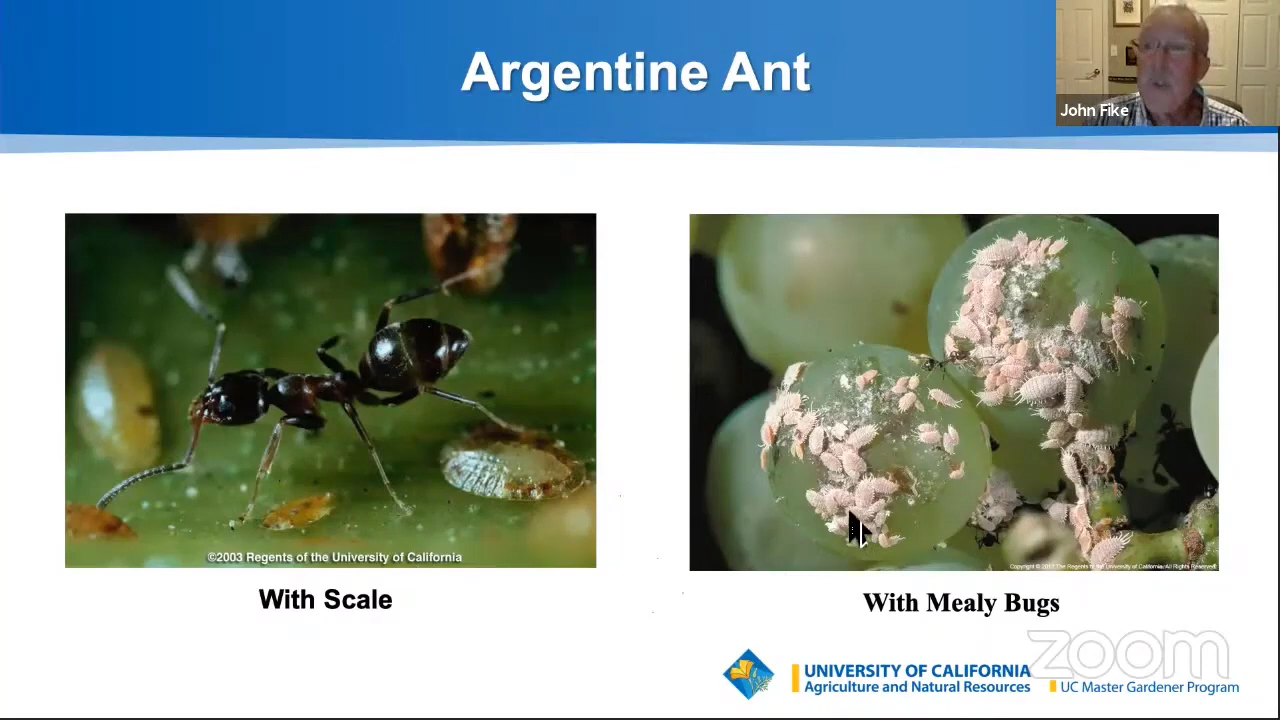 Argentine Ant
John Fike
©2003 Regents of the University of California
With Scale
With Mealy Bugs
zoom
UNIVERSITY OF CALIFORNIA
Agriculture and Natural Resources
UC Master Gardener Program